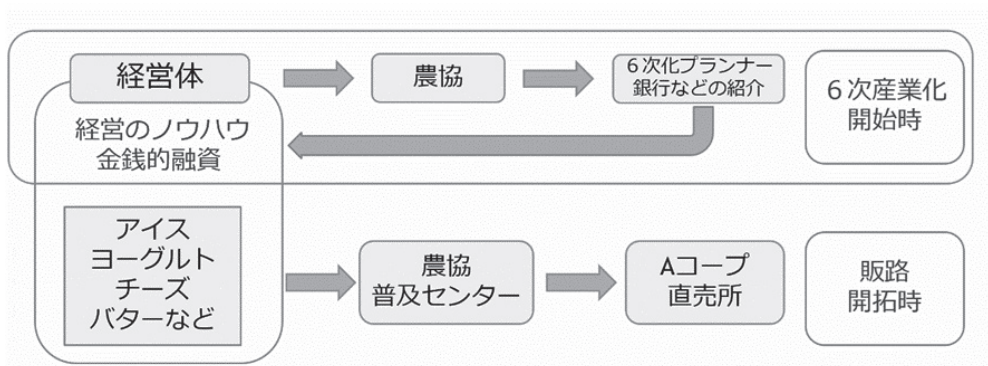 経営体
農協
６次化プランナー
銀行などの紹介
６次産業化
開始時
経営のノウハウ
金銭的融資
アイス
ヨーグルト
チーズ
バターなど
農協
普及センター
Aコープ
直売所
販路
開拓時